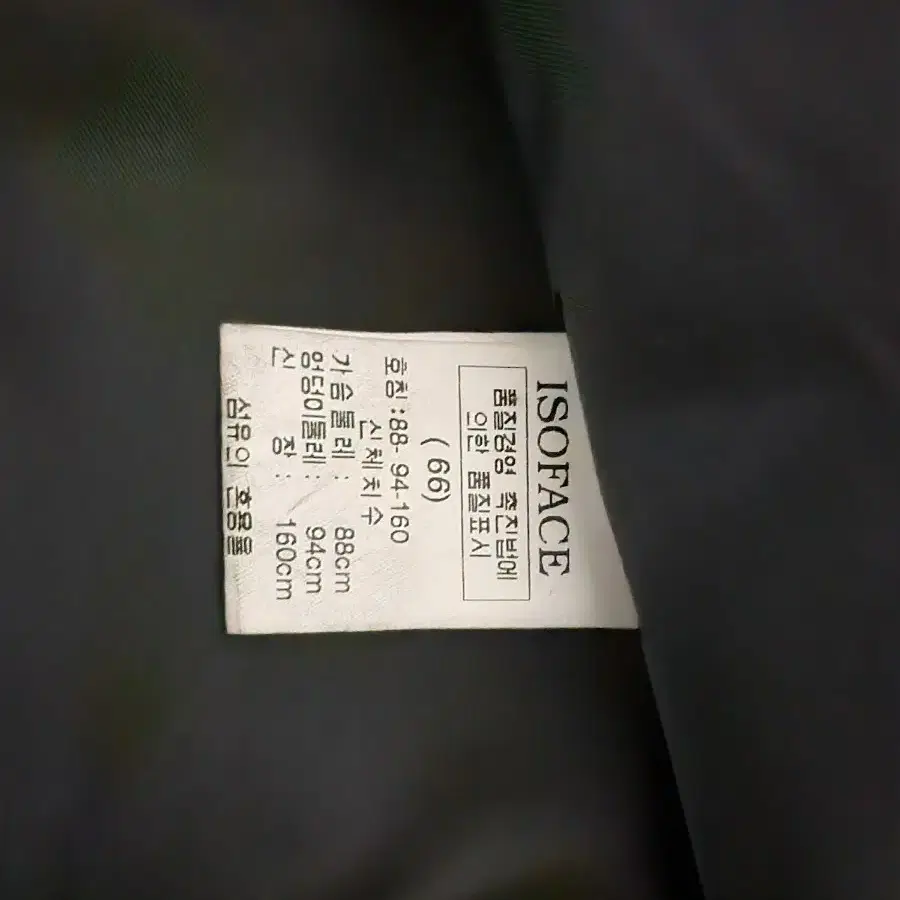 ISOFACE
품질경영 촉진법에
의한 품질표시
(66)
호칭:88-94-160
신체치수
가슴둘레: 88cm
엉덩이둘레: 94cm
신 장: 160cm
섬유의 혼용율